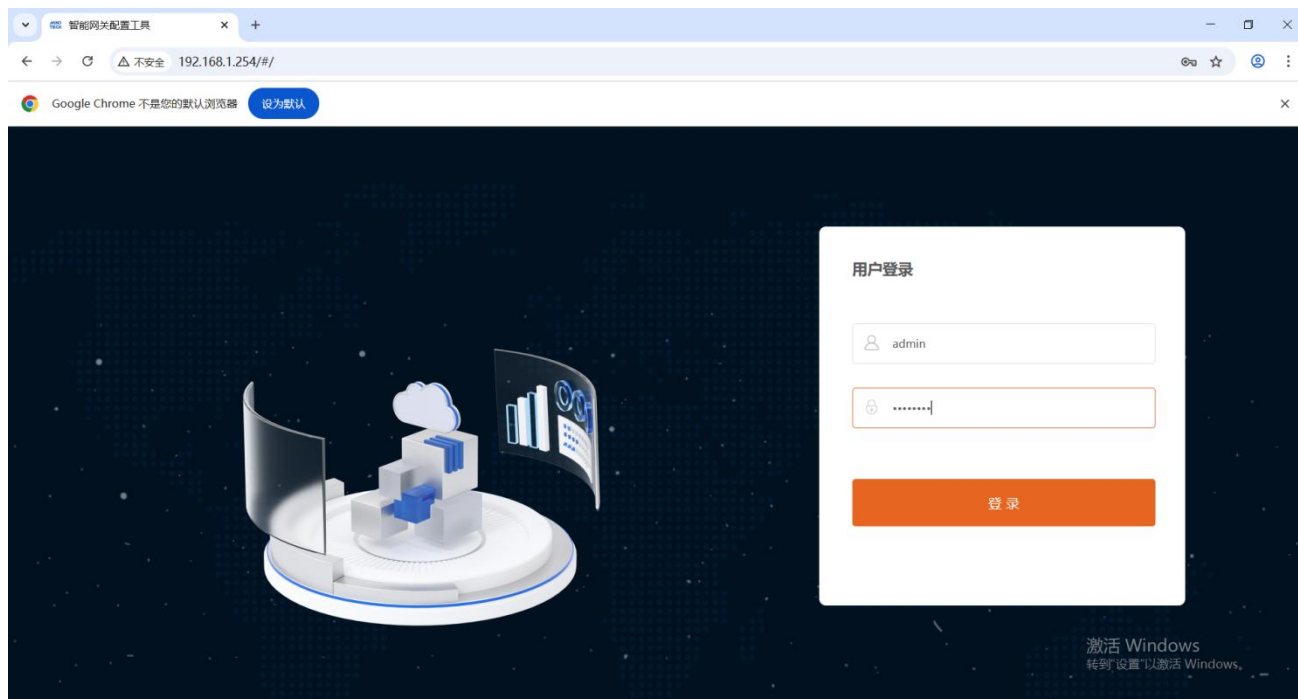 智能网关配置工具
不安全 192.168.1.254/#/
Google Chrome 不是您的默认浏览器 设为默认
用户登录
admin
••••••••
登 录
激活 Windows
转到"设置"以激活 Windows。